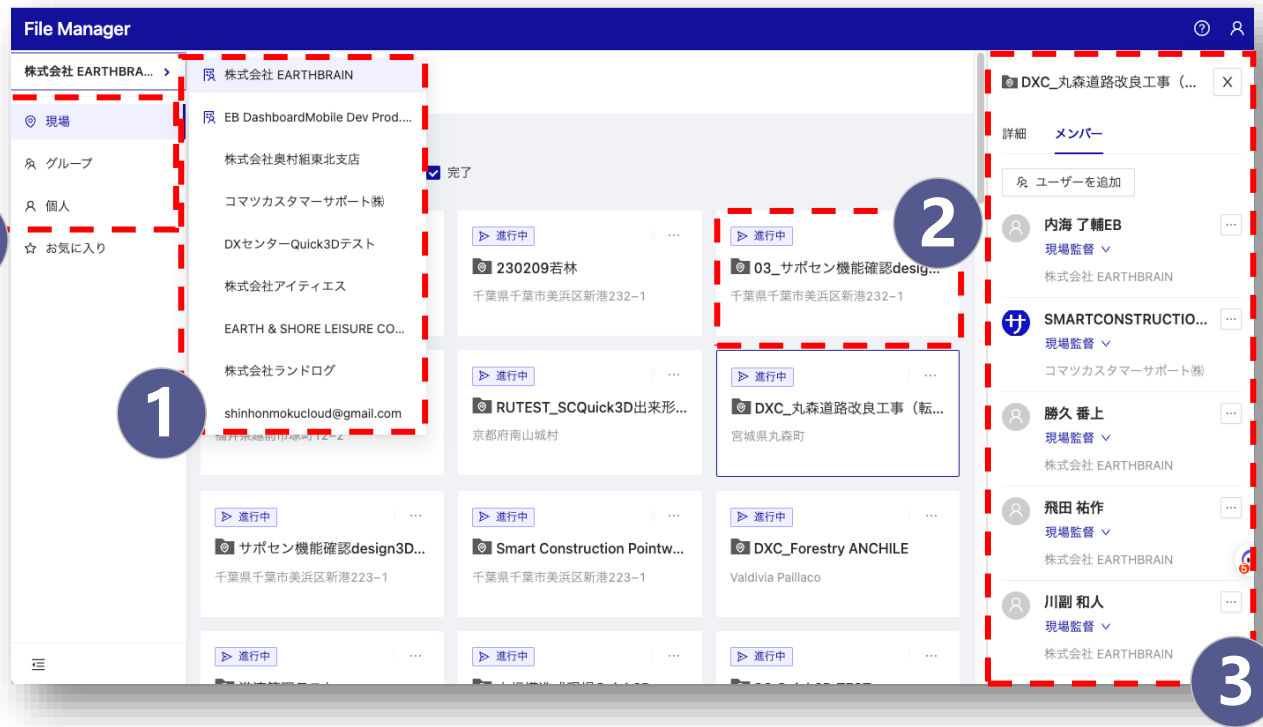 File Manager
株式会社 EARTHBRA...
現場
グループ
個人
お気に入り
株式会社 EARTHBRAIN
EB DashboardMobile Dev Prod....
株式会社奥村組東北支店
コマツカスタマーサポート㈱
DXセンターQuick3Dテスト
株式会社アイティエス
EARTH & SHORE LEISURE CO...
株式会社ランドログ
shinhonmokucloud@gmail.com
1
完了
進行中
230209若林
千葉県千葉市美浜区新港232−1
進行中
03_サポセン機能確認desig...
千葉県千葉市美浜区新港232−1
2
進行中
RUTEST_SCQuick3D出来形...
京都府南山城村
進行中
DXC_丸森道路改良工事（転...
宮城県丸森町
進行中
サポセン機能確認design3D...
千葉県千葉市美浜区新港223−1
進行中
Smart Construction Pointw...
千葉県千葉市美浜区新港223−1
進行中
DXC_Forestry ANCHILE
Valdivia Paillaco
進行中
進行中
進行中
DXC_丸森道路改良工事（...
X
詳細
メンバー
ユーザーを追加
内海 了輔EB
現場監督
株式会社 EARTHBRAIN
サ
SMARTCONSTRUCTIO...
現場監督
コマツカスタマーサポート㈱
勝久 番上
現場監督
株式会社 EARTHBRAIN
飛田 祐作
現場監督
株式会社 EARTHBRAIN
5
川副 和人
現場監督
株式会社 EARTHBRAIN
3